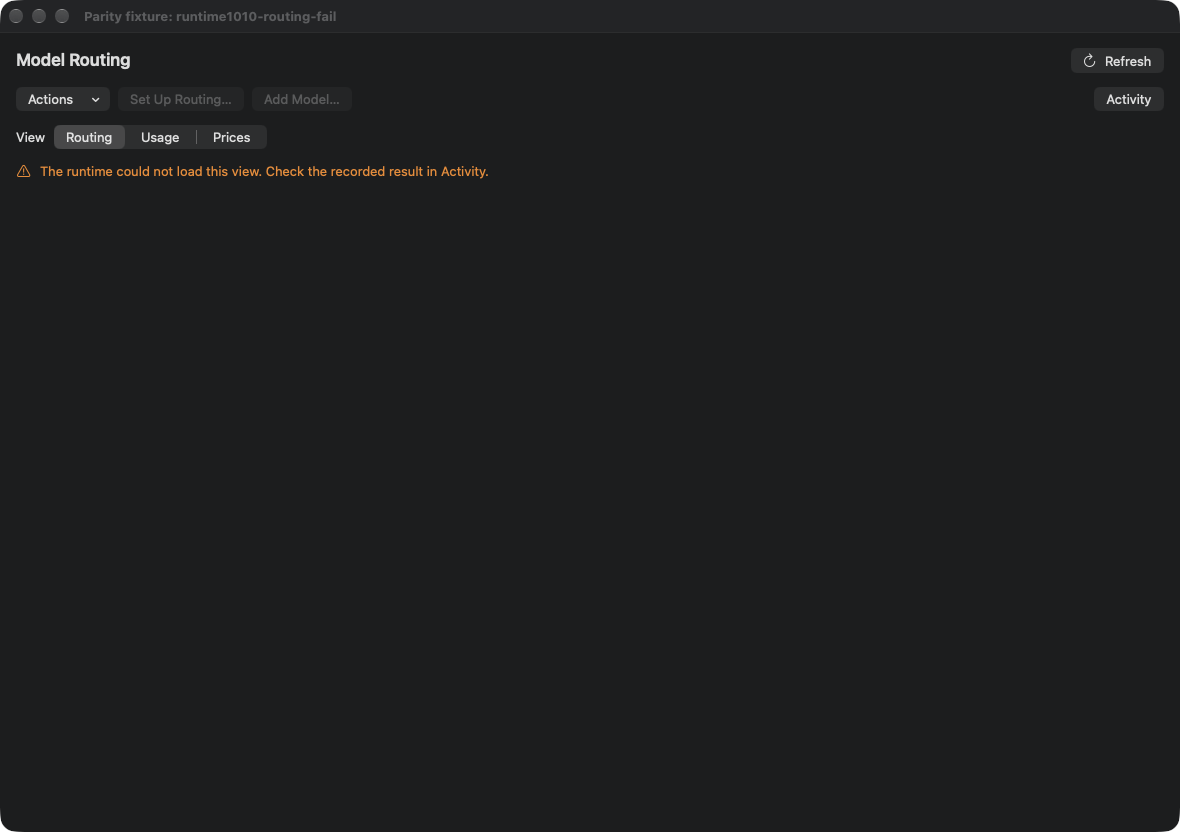 Parity fixture: runtime1010-routing-fail
Model Routing
Refresh
Actions
Set Up Routing...
Add Model...
Activity
View
Routing
Usage
Prices
The runtime could not load this view. Check the recorded result in Activity.